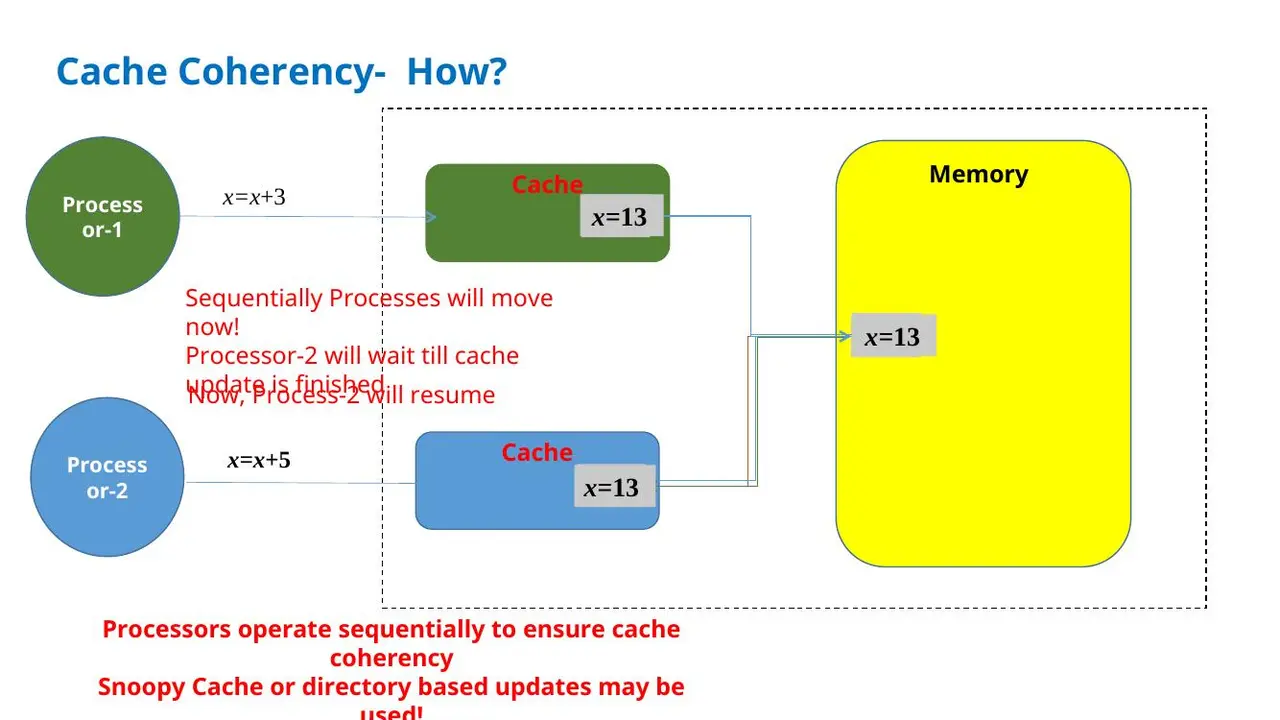 Cache Coherency-  How?
Process
or-1
x=x+3
Cache
x=13
Memory
Sequentially Processes will move
now!
Processor-2 will wait till cache
update is finished
Now, Process-2 will resume
x=13
Process
or-2
x=x+5
Cache
x=13
Processors operate sequentially to ensure cache
coherency
Snoopy Cache or directory based updates may be
used!